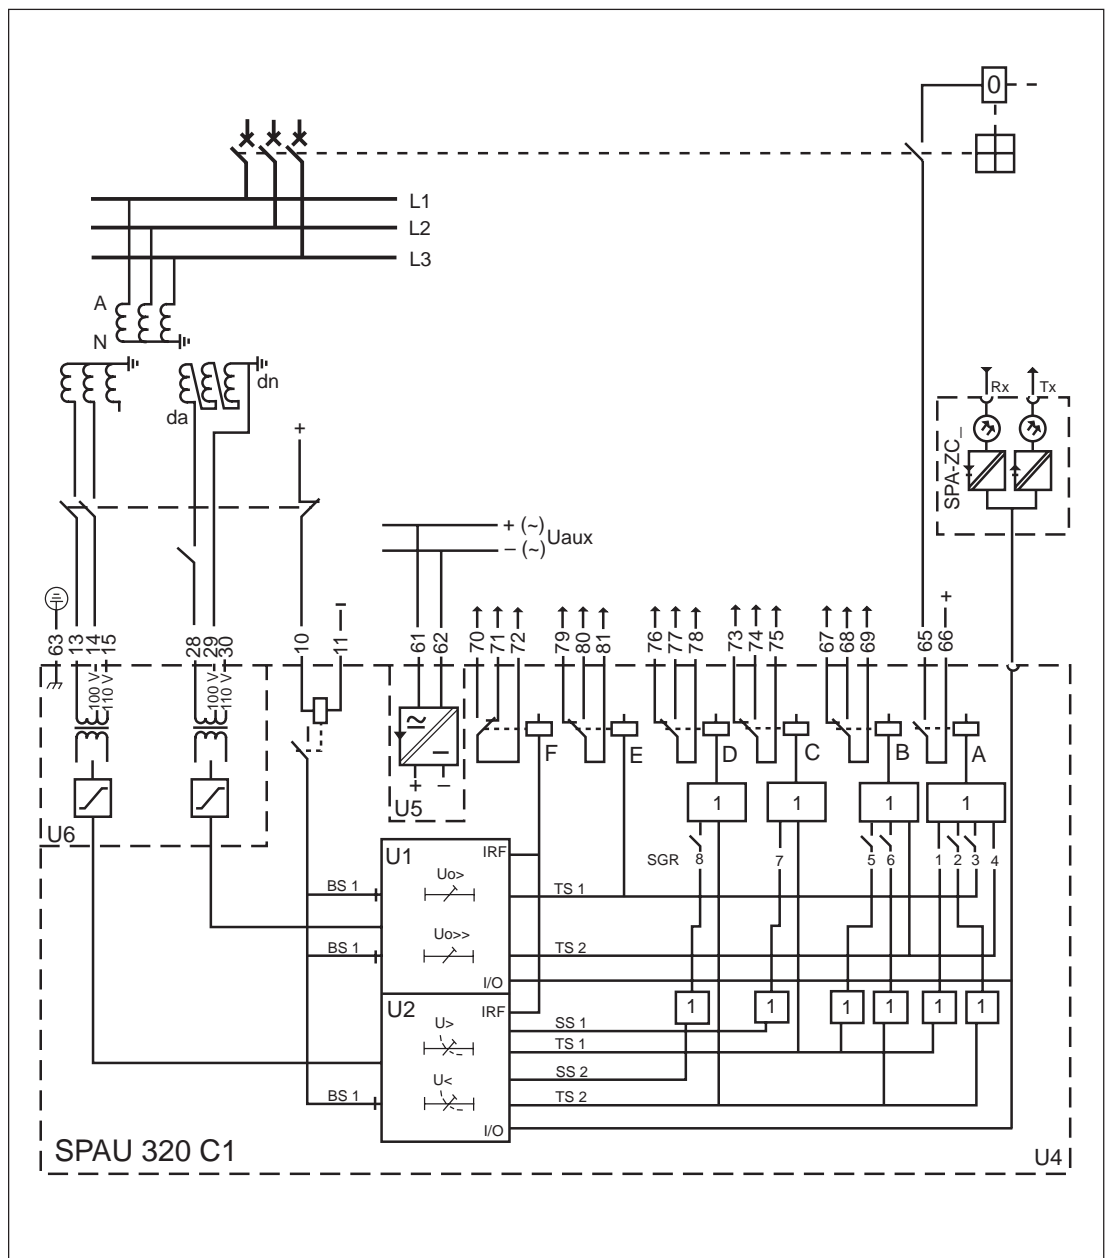 0
L1
L2
L3
A
N
da
dn
+
Rx
Tx
SPA-ZC_
+ (~)
– (~)
Uaux
63
13
14
15
28
29
30
10
11
61
62
70
71
72
79
80
81
76
77
78
73
74
75
67
68
69
65
66
+
–
100 V
110 V
100 V
110 V
≃
–
+ –
U5
U6
F
E
D
C
B
A
1
1
1
1
SGR
8
7
5
6
1
2
3
4
U1
IRF
Uo>
BS 1
TS 1
Uo>>
BS 1
TS 2
I/O
U2
IRF
1
1
1
1
1
1
U>
SS 1
TS 1
U<
SS 2
BS 1
TS 2
I/O
SPAU 320 C1
U4